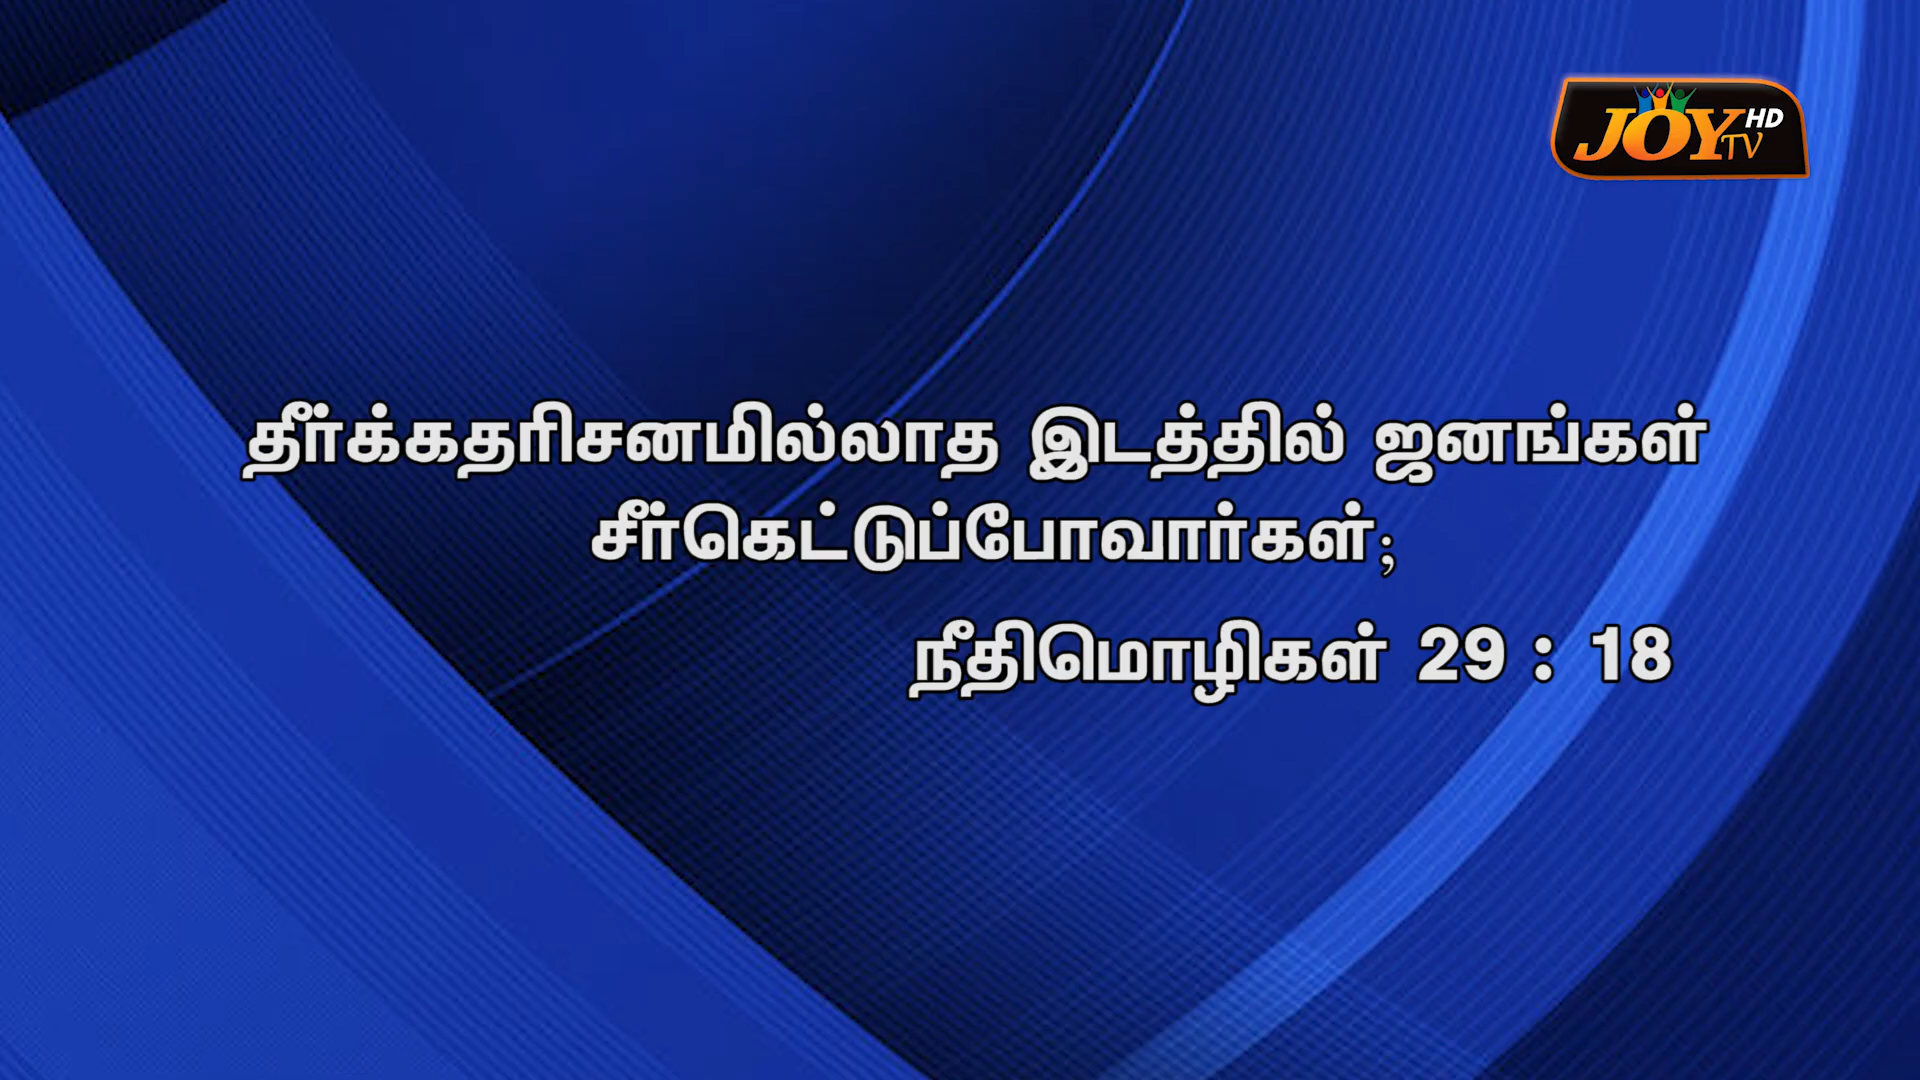 JOY HD
TV
தீர்க்கதரிசனமில்லாத இடத்தில் ஜனங்கள்
சீர்கெட்டுப்போவார்கள்;
நீதிமொழிகள் 29 : 18